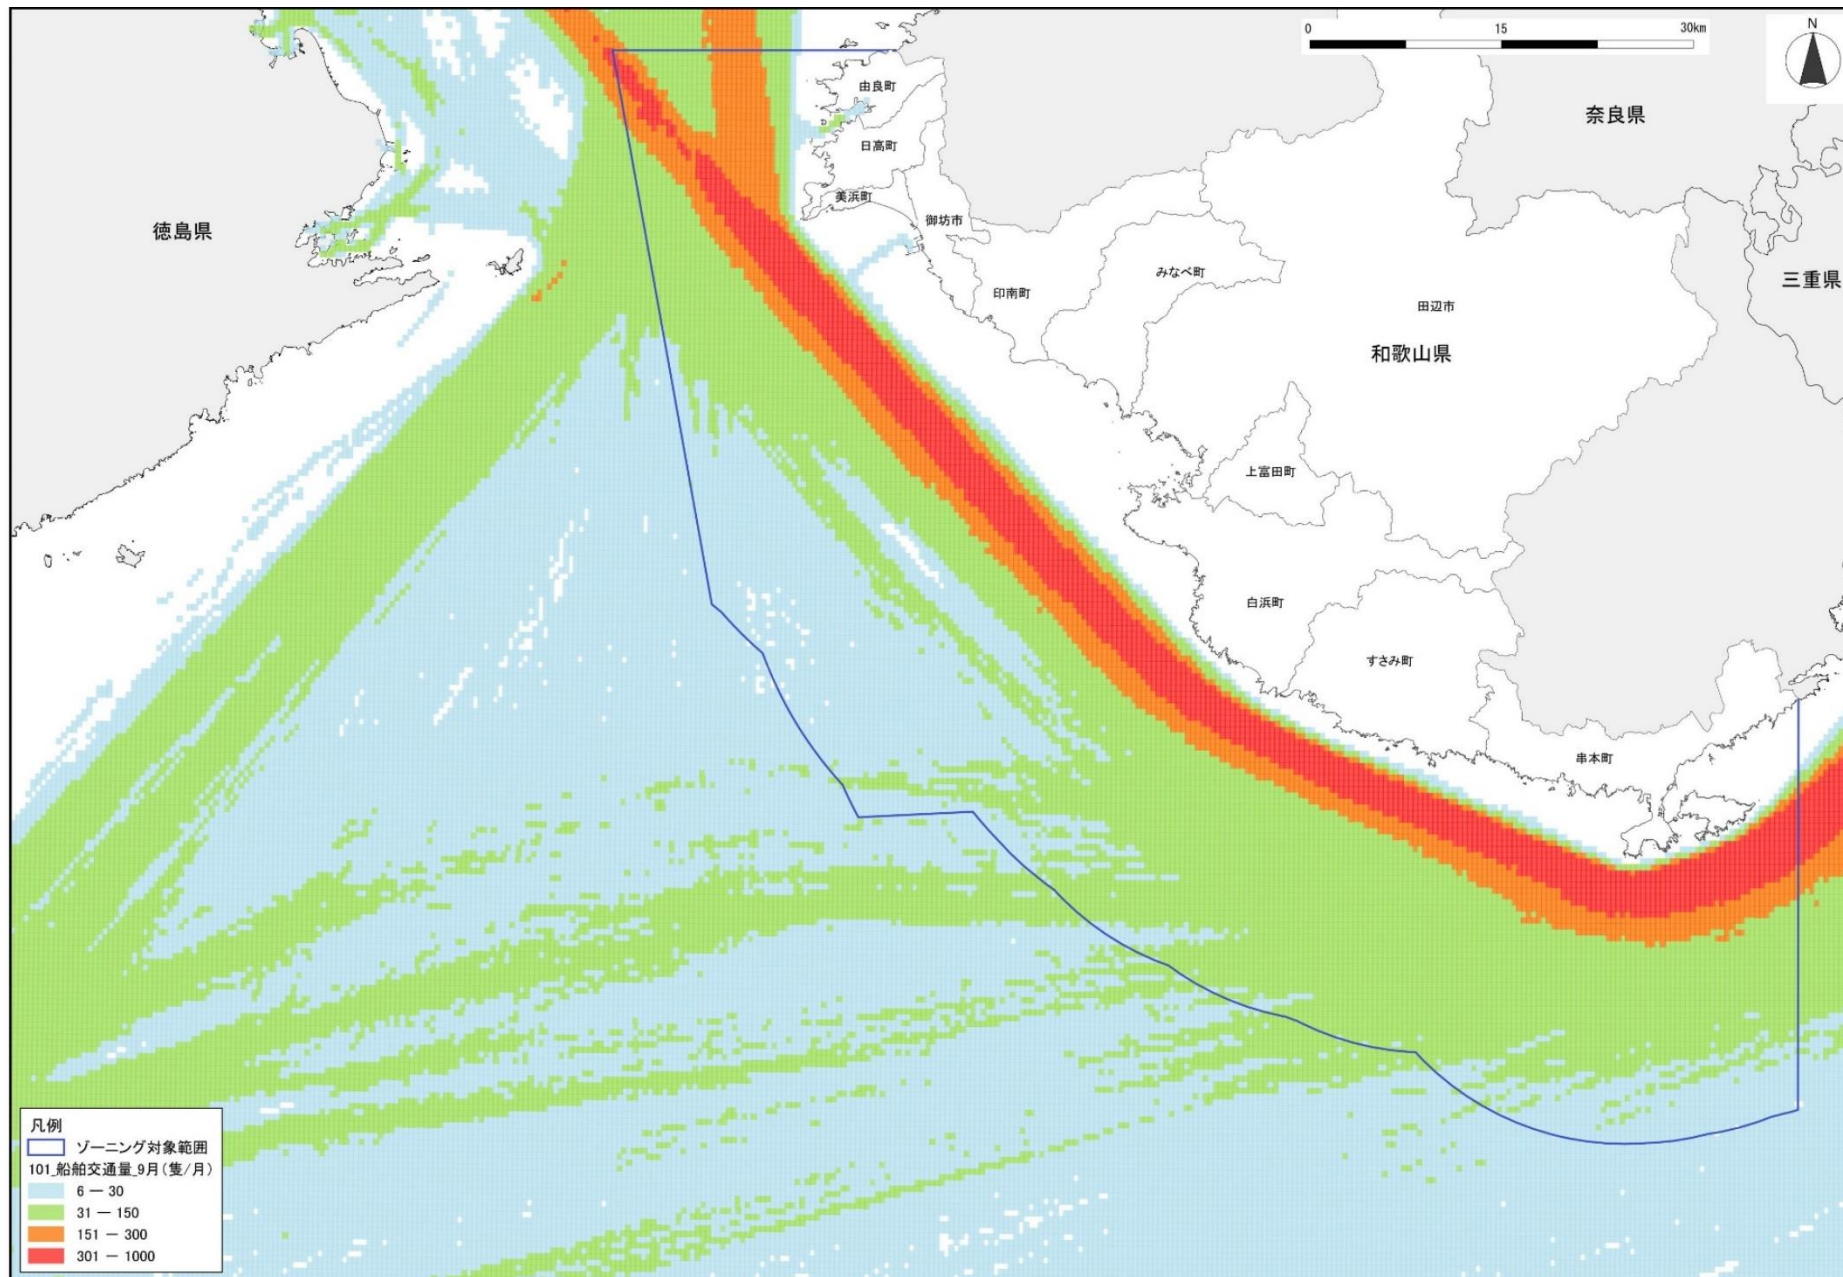 0 15 30km
N
由良町
奈良県
日高町
美浜町
徳島県
御坊市
みなべ町
三重県
印南町
田辺市
和歌山県
上富田町
白浜町
すさみ町
串本町
凡例
ゾーニング対象範囲
101_船舶交通量_9月(隻/月)
6 － 30
31 － 150
151 － 300
301 － 1000